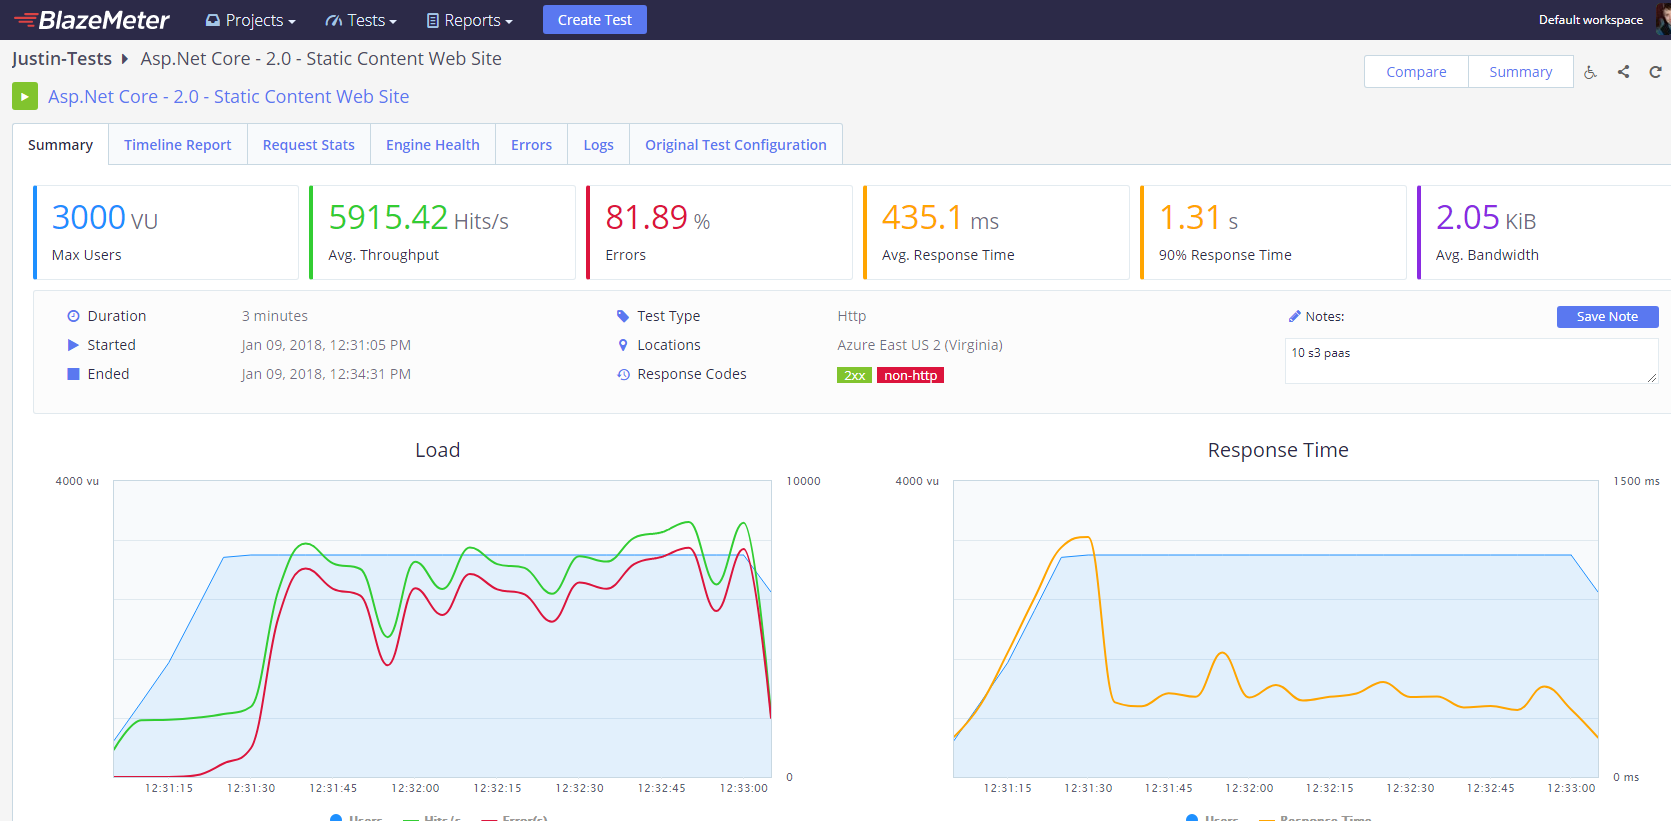 BlazeMeter Projects Tests Reports Create Test Default workspace
Justin-Tests Asp.Net Core - 2.0 - Static Content Web Site
Compare Summary
Asp.Net Core - 2.0 - Static Content Web Site
Summary Timeline Report Request Stats Engine Health Errors Logs Original Test Configuration
3000 VU 5915.42 Hits/s 81.89 % 435.1 ms 1.31 s 2.05 KiB
Max Users Avg. Throughput Errors Avg. Response Time 90% Response Time Avg. Bandwidth
Duration 3 minutes Test Type Http Notes: Save Note
Started Jan 09, 2018, 12:31:05 PM Locations Azure East US 2 (Virginia) 10 s3 paas
Ended Jan 09, 2018, 12:34:31 PM Response Codes 2xx non-http
Load Response Time
4000 vu 10000 4000 vu 1500 ms
0 0 ms
12:31:15 12:31:30 12:31:45 12:32:00 12:32:15 12:32:30 12:32:45 12:33:00 12:31:15 12:31:30 12:31:45 12:32:00 12:32:15 12:32:30 12:32:45 12:33:00
Users Hits/s Error(s) Users Response Time